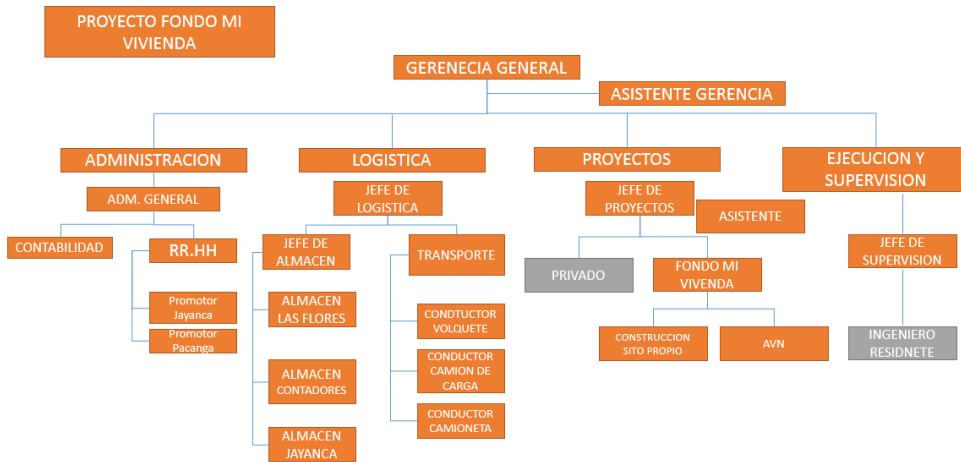 PROYECTO FONDO MI
VIVIENDA
GERENECIA GENERAL
ASISTENTE GERENCIA
ADMINISTRACION
ADM. GENERAL
CONTABILIDAD
RR.HH
Promotor
Jayanca
Promotor
Pacanga
LOGISTICA
JEFE DE
LOGISTICA
JEFE DE
ALMACEN
ALMACEN
LAS FLORES
ALMACEN
CONTADORES
ALMACEN
JAYANCA
TRANSPORTE
CONDTUCTOR
VOLQUETE
CONDUCTOR
CAMION DE
CARGA
CONDUCTOR
CAMIONETA
PROYECTOS
JEFE DE
PROYECTOS
ASISTENTE
PRIVADO
FONDO MI
VIVENDA
CONSTRUCCION
SITO PROPIO
AVN
EJECUCION Y
SUPERVISION
JEFE DE
SUPERVISION
INGENIERO
RESIDNETE